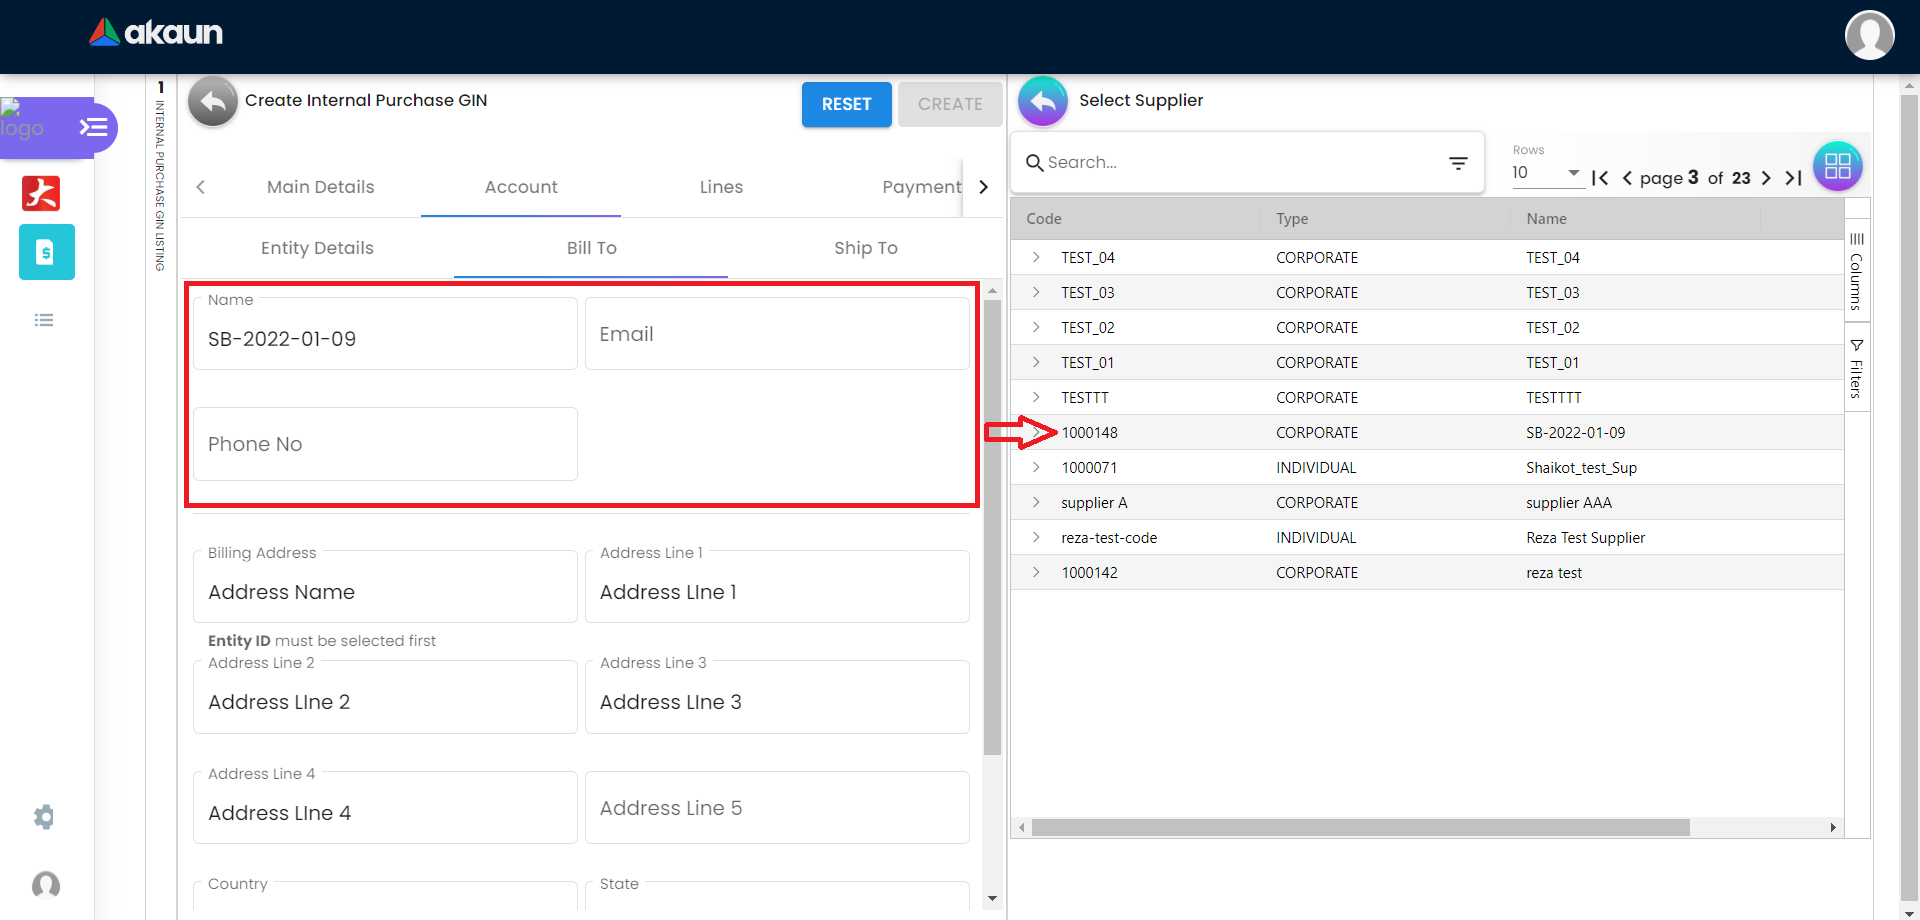 akaun
logo
1
INTERNAL PURCHASE GIN LISTING
Create Internal Purchase GIN
RESET
CREATE
Main Details
Account
Lines
Payment
Entity Details
Bill To
Ship To
Name
SB-2022-01-09
Email
Phone No
Billing Address
Address Name
Address Line 1
Address LIne 1
Entity ID must be selected first
Address Line 2
Address LIne 2
Address Line 3
Address LIne 3
Address Line 4
Address LIne 4
Address Line 5
Country
State
Select Supplier
Search...
Rows
10
page 3 of 23
Code Type Name
TEST_04 CORPORATE TEST_04
TEST_03 CORPORATE TEST_03
TEST_02 CORPORATE TEST_02
TEST_01 CORPORATE TEST_01
TESTTT CORPORATE TESTTTT
1000148 CORPORATE SB-2022-01-09
1000071 INDIVIDUAL Shaikot_test_Sup
supplier A CORPORATE supplier AAA
reza-test-code INDIVIDUAL Reza Test Supplier
1000142 CORPORATE reza test
Columns
Filters